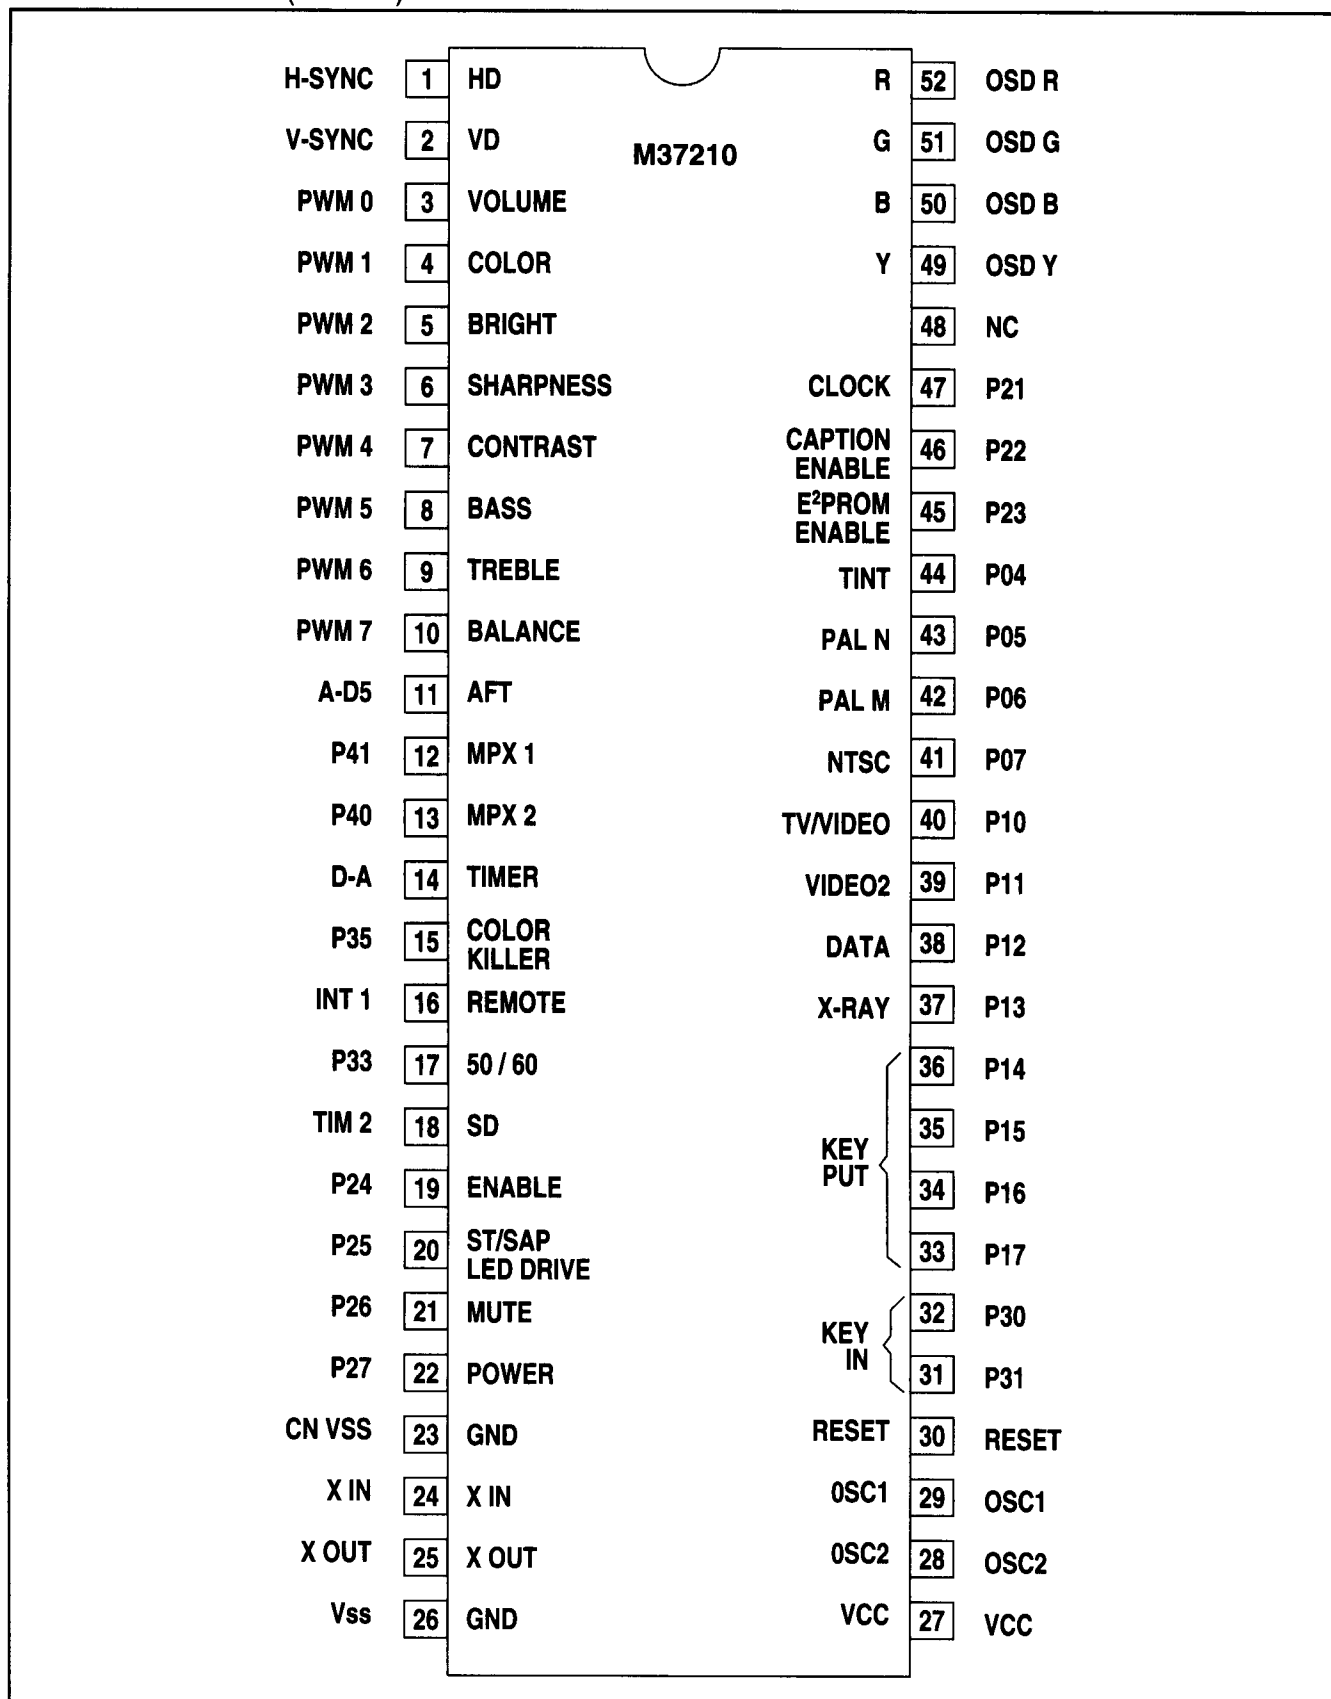 H-SYNC 1 HD R 52 OSD R
V-SYNC 2 VD G 51 OSD G
M37210
PWM 0 3 VOLUME B 50 OSD B
PWM 1 4 COLOR Y 49 OSD Y
PWM 2 5 BRIGHT 48 NC
PWM 3 6 SHARPNESS CLOCK 47 P21
PWM 4 7 CONTRAST CAPTION ENABLE 46 P22
PWM 5 8 BASS E²PROM ENABLE 45 P23
PWM 6 9 TREBLE TINT 44 P04
PWM 7 10 BALANCE PAL N 43 P05
A-D5 11 AFT PAL M 42 P06
P41 12 MPX 1 NTSC 41 P07
P40 13 MPX 2 TV/VIDEO 40 P10
D-A 14 TIMER VIDEO2 39 P11
P35 15 COLOR KILLER DATA 38 P12
INT 1 16 REMOTE X-RAY 37 P13
P33 17 50 / 60 36 P14
TIM 2 18 SD 35 P15
KEY PUT
P24 19 ENABLE 34 P16
P25 20 ST/SAP LED DRIVE 33 P17
P26 21 MUTE 32 P30
KEY IN
P27 22 POWER 31 P31
CN VSS 23 GND RESET 30 RESET
X IN 24 X IN 0SC1 29 OSC1
X OUT 25 X OUT 0SC2 28 OSC2
Vss 26 GND VCC 27 VCC